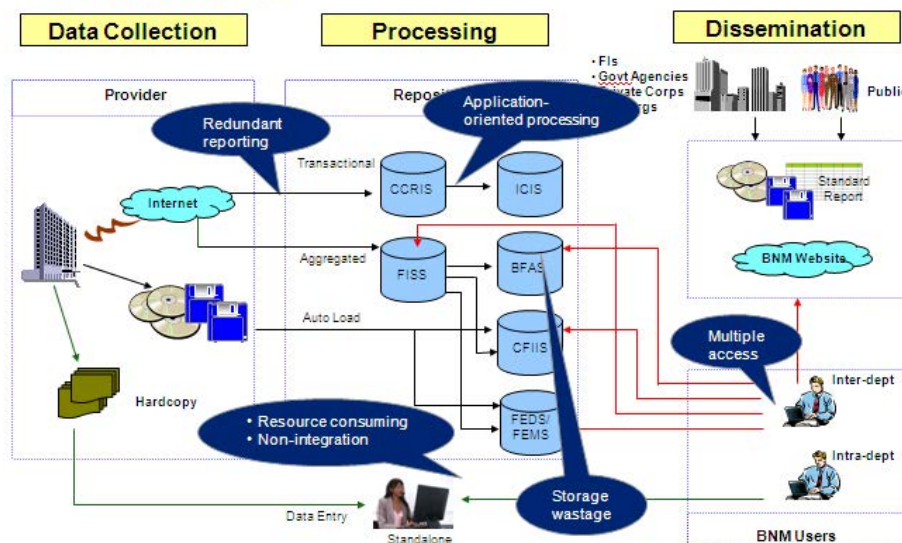 Data Collection
Processing
Dissemination
• FIs
• Govt Agencies
Public
Provider
Application-
oriented processing
Redundant
reporting
Transactional
CCRIS
ICIS
Internet
Standard
Report
Aggregated
FISS
BFAS
BNM Website
Auto Load
CFIIS
Multiple
access
Inter-dept
Hardcopy
FEDS/
FEMS
• Resource consuming
• Non-integration
Intra-dept
Storage
wastage
Data Entry
Standalone
BNM Users